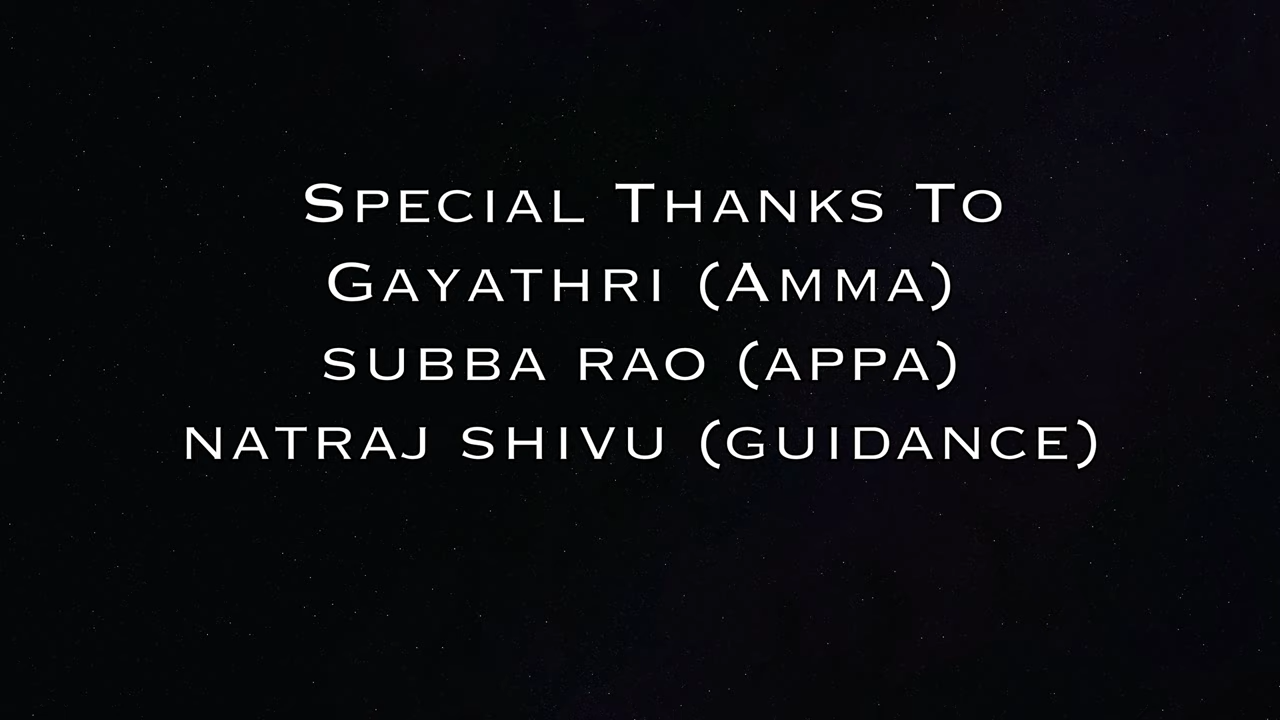 Special Thanks To
Gayathri (Amma)
subba rao (appa)
natraj shivu (guidance)